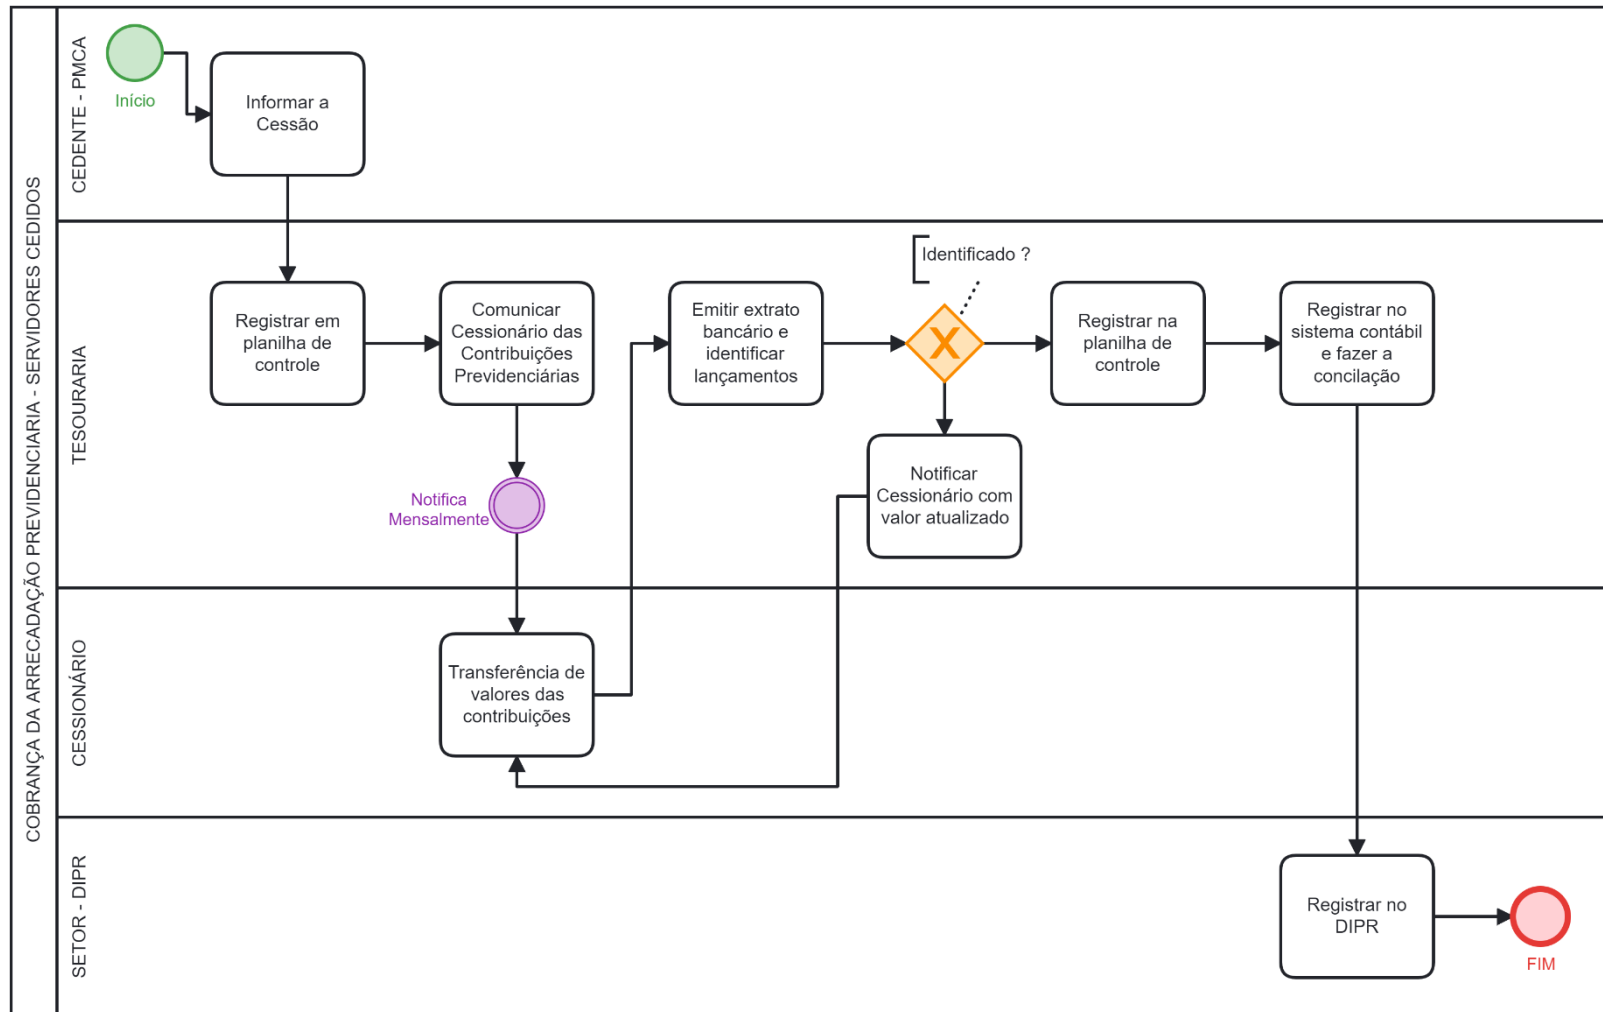 COBRANÇA DA ARRECADAÇÃO PREVIDENCIARIA - SERVIDORES CEDIDOS
CEDENTE - PMCA
Início
Informar a
Cessão
TESOURARIA
Registrar em
planilha de
controle
Comunicar
Cessionário das
Contribuições
Previdenciárias
Notifica
Mensalmente
Emitir extrato
bancário e
identificar
lançamentos
Identificado ?
X
Notificar
Cessionário com
valor atualizado
Registrar na
planilha de
controle
Registrar no
sistema contábil
e fazer a
concilação
CESSIONÁRIO
Transferência de
valores das
contribuições
SETOR - DIPR
Registrar no
DIPR
FIM